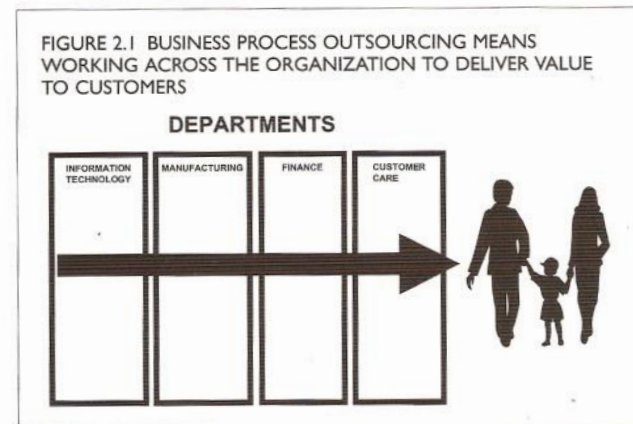 FIGURE 2.1 BUSINESS PROCESS OUTSOURCING MEANS
WORKING ACROSS THE ORGANIZATION TO DELIVER VALUE
TO CUSTOMERS
DEPARTMENTS
INFORMATION
TECHNOLOGY
MANUFACTURING
FINANCE
CUSTOMER
CARE